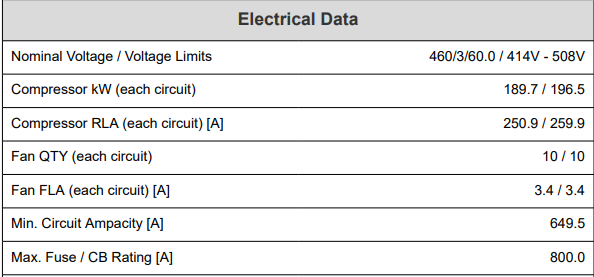 Electrical Data
Nominal Voltage / Voltage Limits 460/3/60.0 / 414V - 508V
Compressor kW (each circuit) 189.7 / 196.5
Compressor RLA (each circuit) [A] 250.9 / 259.9
Fan QTY (each circuit) 10 / 10
Fan FLA (each circuit) [A] 3.4 / 3.4
Min. Circuit Ampacity [A] 649.5
Max. Fuse / CB Rating [A] 800.0